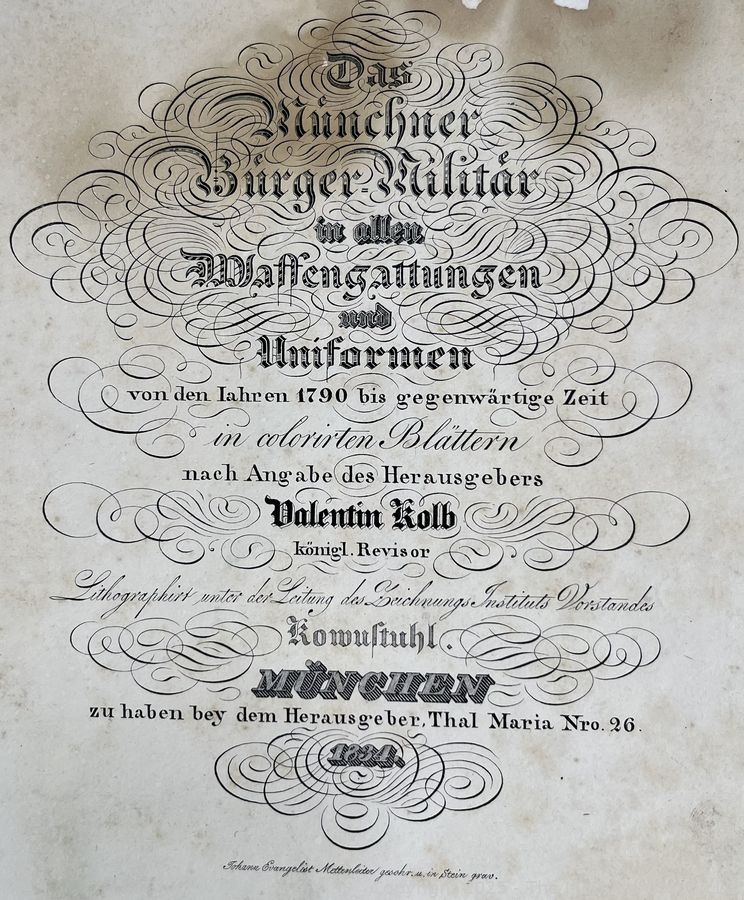 Das
Münchner
Bürger-Militär
in allen
Waffengattungen
und
Uniformen
von den Iahren 1790 bis gegenwärtige Zeit
in colorirten Blättern
nach Angabe des Herausgebers
Valentin Kolb
königl. Revisor
Lithographirt unter der Leitung des Zeichnungs Instituts Vorstandes
Kowuſtuhl.
MÜNCHEN
zu haben bey dem Herausgeber, Thal Maria Nro. 26.
1834.
Johann Evangelist Mettenleiter geschr. u. in Stein grav.